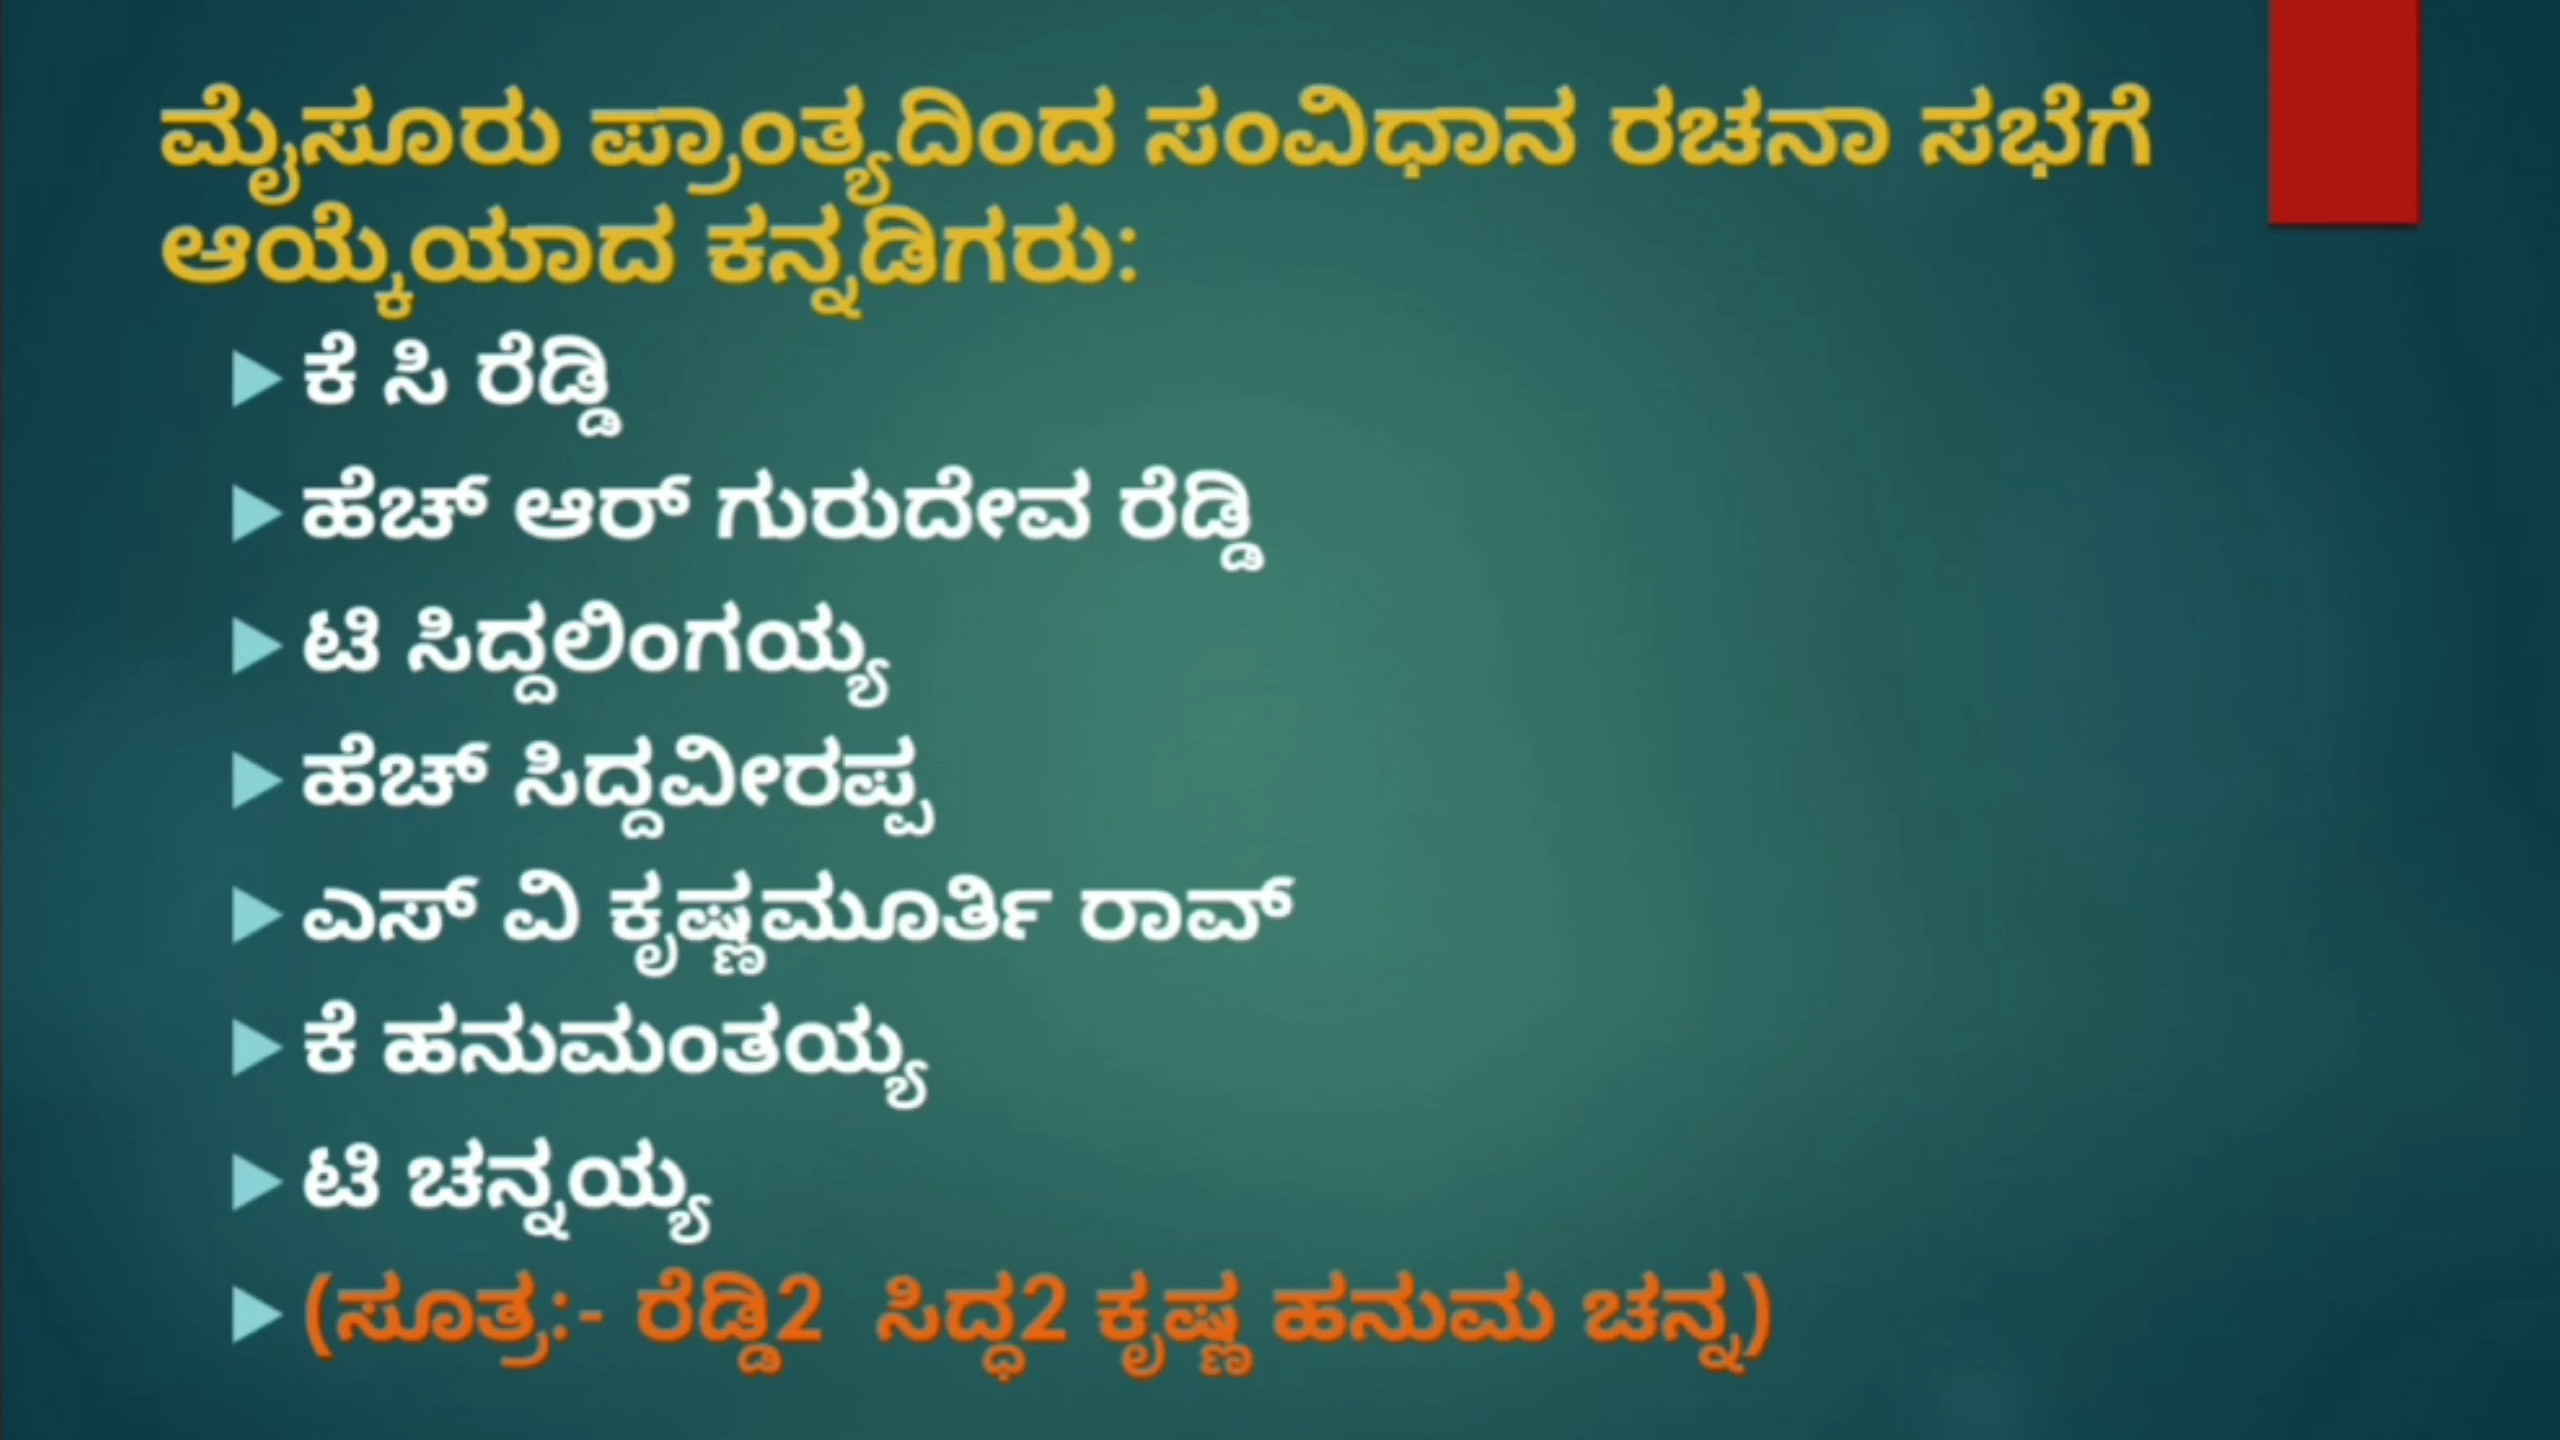 ಮೈಸೂರು ಪ್ರಾಂತ್ಯದಿಂದ ಸಂವಿಧಾನ ರಚನಾ ಸಭೆಗೆ
ಆಯ್ಕೆಯಾದ ಕನ್ನಡಿಗರು:
ಕೆ ಸಿ ರೆಡ್ಡಿ
ಹೆಚ್ ಆರ್ ಗುರುದೇವ ರೆಡ್ಡಿ
ಟಿ ಸಿದ್ದಲಿಂಗಯ್ಯ
ಹೆಚ್ ಸಿದ್ದವೀರಪ್ಪ
ಎಸ್ ವಿ ಕೃಷ್ಣಮೂರ್ತಿ ರಾವ್
ಕೆ ಹನುಮಂತಯ್ಯ
ಟಿ ಚನ್ನಯ್ಯ
(ಸೂತ್ರ:- ರೆಡ್ಡಿ2 ಸಿದ್ಧ2 ಕೃಷ್ಣ ಹನುಮ ಚನ್ನ)